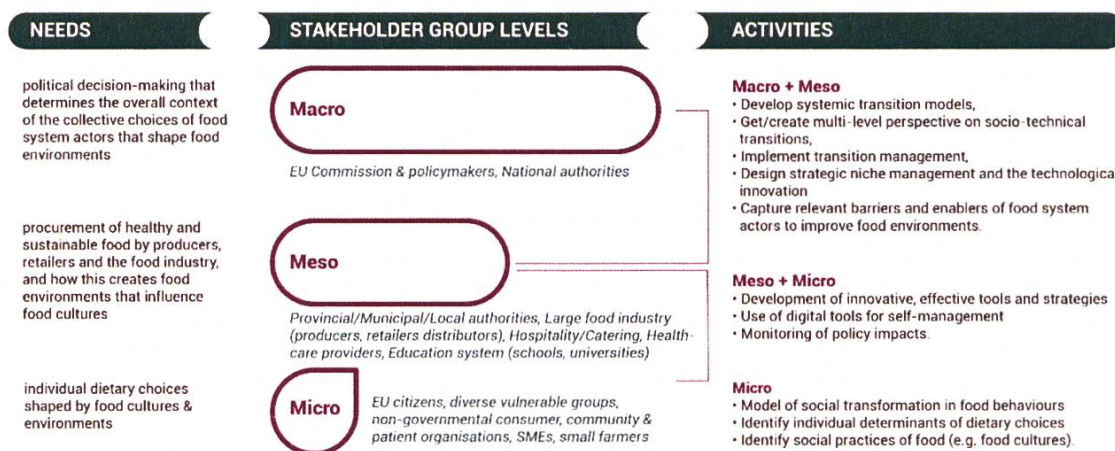 NEEDS
STAKEHOLDER GROUP LEVELS
ACTIVITIES
political decision-making that
determines the overall context
of the collective choices of food
system actors that shape food
environments
Macro
EU Commission & policymakers, National authorities
Macro + Meso
• Develop systemic transition models,
• Get/create multi-level perspective on socio-technical
transitions,
• Implement transition management,
• Design strategic niche management and the technologica
innovation
• Capture relevant barriers and enablers of food system
actors to improve food environments.
procurement of healthy and
sustainable food by producers,
retailers and the food industry,
and how this creates food
environments that influence
food cultures
Meso
Provincial/Municipal/Local authorities, Large food industry
(producers, retailers distributors), Hospitality/Catering, Health-
care providers, Education system (schools, universities)
Meso + Micro
• Development of innovative, effective tools and strategies
• Use of digital tools for self-management
• Monitoring of policy impacts.
individual dietary choices
shaped by food cultures &
environments
Micro
EU citizens, diverse vulnerable groups,
non-governmental consumer, community &
patient organisations, SMEs, small farmers
Micro
• Model of social transformation in food behaviours
• Identify individual determinants of dietary choices
• Identify social practices of food (e.g. food cultures).